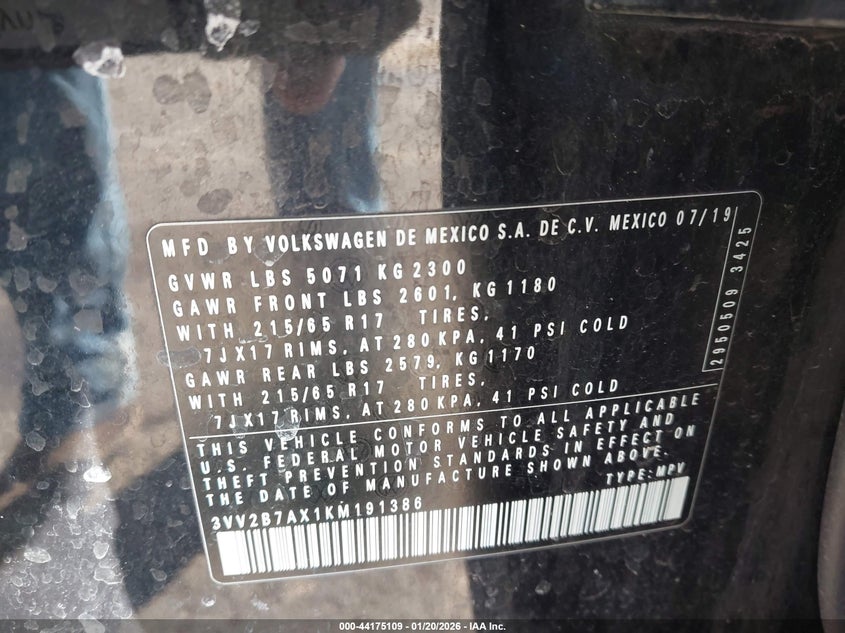 MFD BY VOLKSWAGEN DE MEXICO S.A. DE C.V. MEXICO 07/19
GVWR LBS 5071 KG 2300
GAWR FRONT LBS 2601, KG 1180
WITH 215/65 R17 TIRES,
7JX17 RIMS, AT 280 KPA, 41 PSI COLD
GAWR REAR LBS 2579, KG 1170
WITH 215/65 R17 TIRES,
7JX17 RIMS, AT 280 KPA, 41 PSI COLD
2950509 3425
THIS VEHICLE CONFORMS TO ALL APPLICABLE
U.S. FEDERAL MOTOR VEHICLE SAFETY AND
THEFT PREVENTION STANDARDS IN EFFECT ON
THE DATE OF MANUFACTURE SHOWN ABOVE.
TYPE: MPV
3VV2B7AX1KM191386
000-44175109 - 01/20/2026 - IAA Inc.